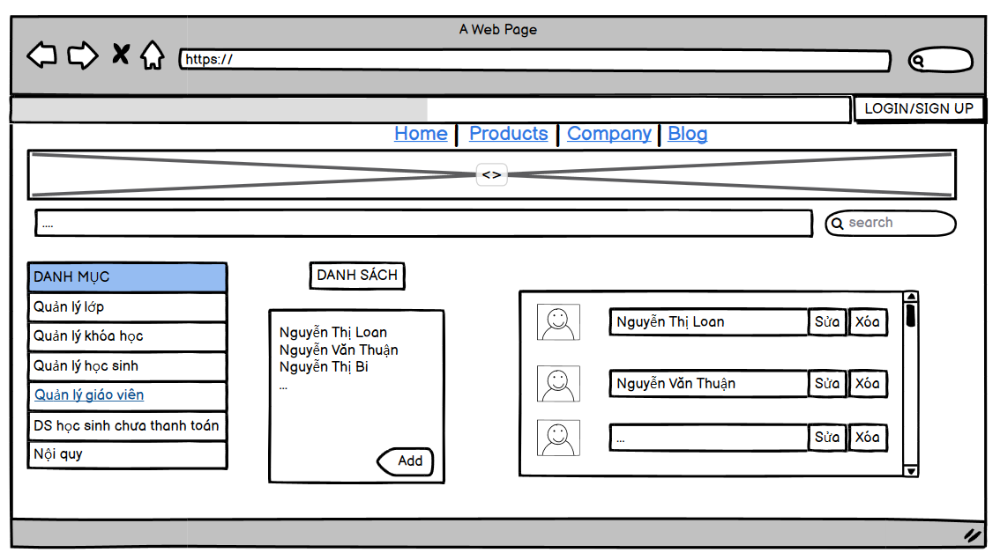 A Web Page
https://
LOGIN/SIGN UP
Home | Products | Company | Blog
<>
....
search
DANH MỤC
Quản lý lớp
Quản lý khóa học
Quản lý học sinh
Quản lý giáo viên
DS học sinh chưa thanh toán
Nội quy
DANH SÁCH
Nguyễn Thị Loan
Nguyễn Văn Thuận
Nguyễn Thị Bi
...
Add
Nguyễn Thị Loan Sửa Xóa
Nguyễn Văn Thuận Sửa Xóa
... Sửa Xóa